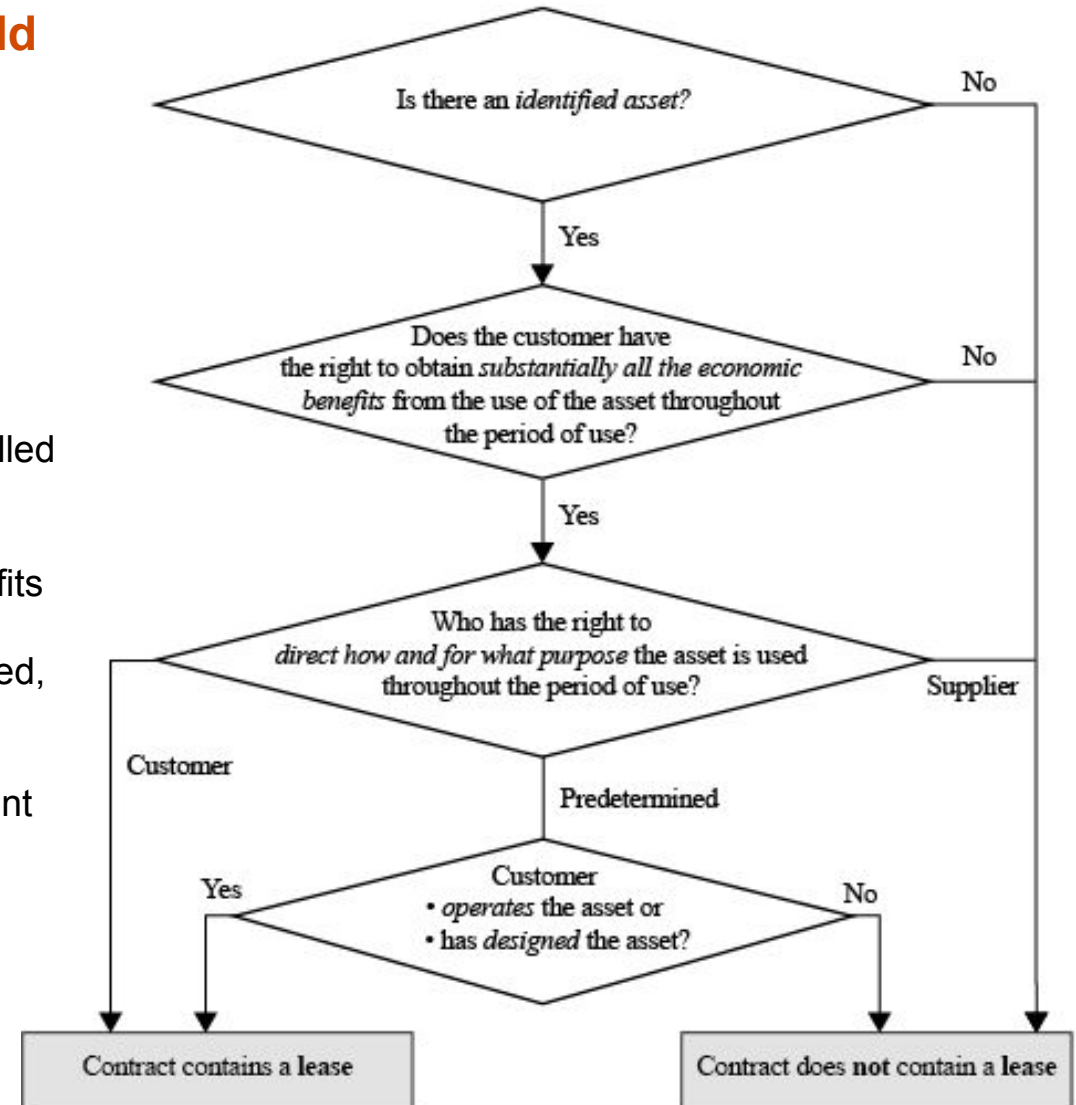 ld
No
Is there an identified asset?
Yes
Does the customer have
the right to obtain substantially all the economic
benefits from the use of the asset throughout
the period of use?
No
lled
Yes
fits
Who has the right to
direct how and for what purpose the asset is used
throughout the period of use?
ed,
Supplier
Customer
Predetermined
nt
Customer
• operates the asset or
• has designed the asset?
Yes
No
Contract contains a lease
Contract does not contain a lease